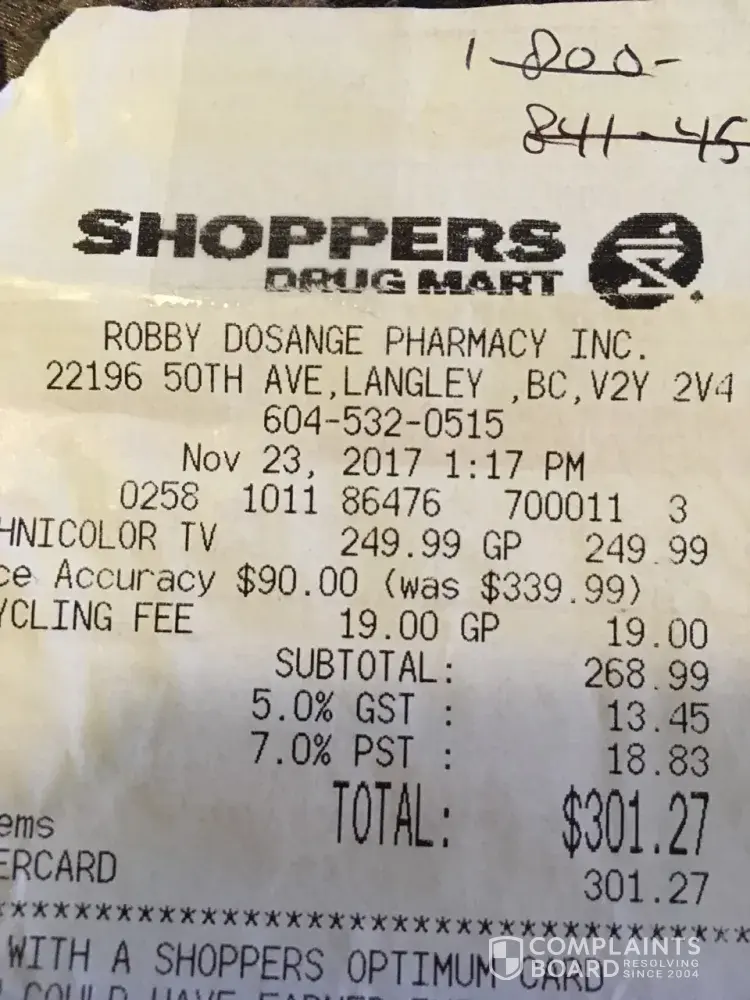 1-800-
841-45
SHOPPERS
DRUG MART
ROBBY DOSANGE PHARMACY INC.
22196 50TH AVE,LANGLEY ,BC,V2Y 2V4
604-532-0515
Nov 23, 2017 1:17 PM
0258 1011 86476 700011 3
HNICOLOR TV 249.99 GP 249.99
ce Accuracy $90.00 (was $339.99)
YCLING FEE 19.00 GP 19.00
SUBTOTAL: 268.99
5.0% GST : 13.45
7.0% PST : 18.83
TOTAL: $301.27
ems
ERCARD 301.27
************************************
WITH A SHOPPERS OPTIMUM CARD
COULD HAVE EARNED
COMPLAINTS
BOARD RESOLVING
SINCE 2004